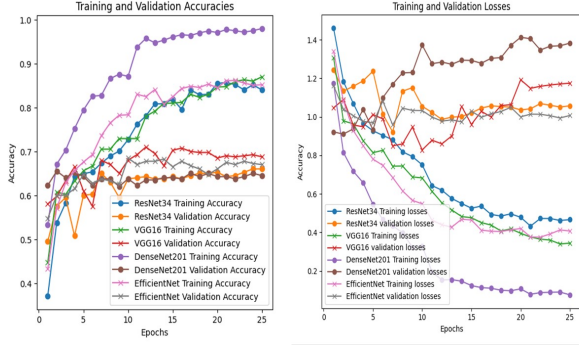 Training and Validation Accuracies
Accuracy
1.0
0.9
0.8
0.7
0.6
0.5
0.4
ResNet34 Training Accuracy
ResNet34 Validation Accuracy
VGG16 Training Accuracy
VGG16 Validation Accuracy
DenseNet201 Training Accuracy
DenseNet201 Validation Accuracy
EfficientNet Training Accuracy
EfficientNet Validation Accuracy
0 5 10 15 20 25
Epochs
Training and Validation Losses
Accuracy
1.4
1.2
1.0
0.8
0.6
0.4
0.2
ResNet34 Training losses
ResNet34 validation losses
VGG16 Training losses
VGG16 validation losses
DenseNet201 Training losses
DenseNet201 validation losses
EfficientNet Training losses
EfficientNet validation losses
0 5 10 15 20 25
Epochs